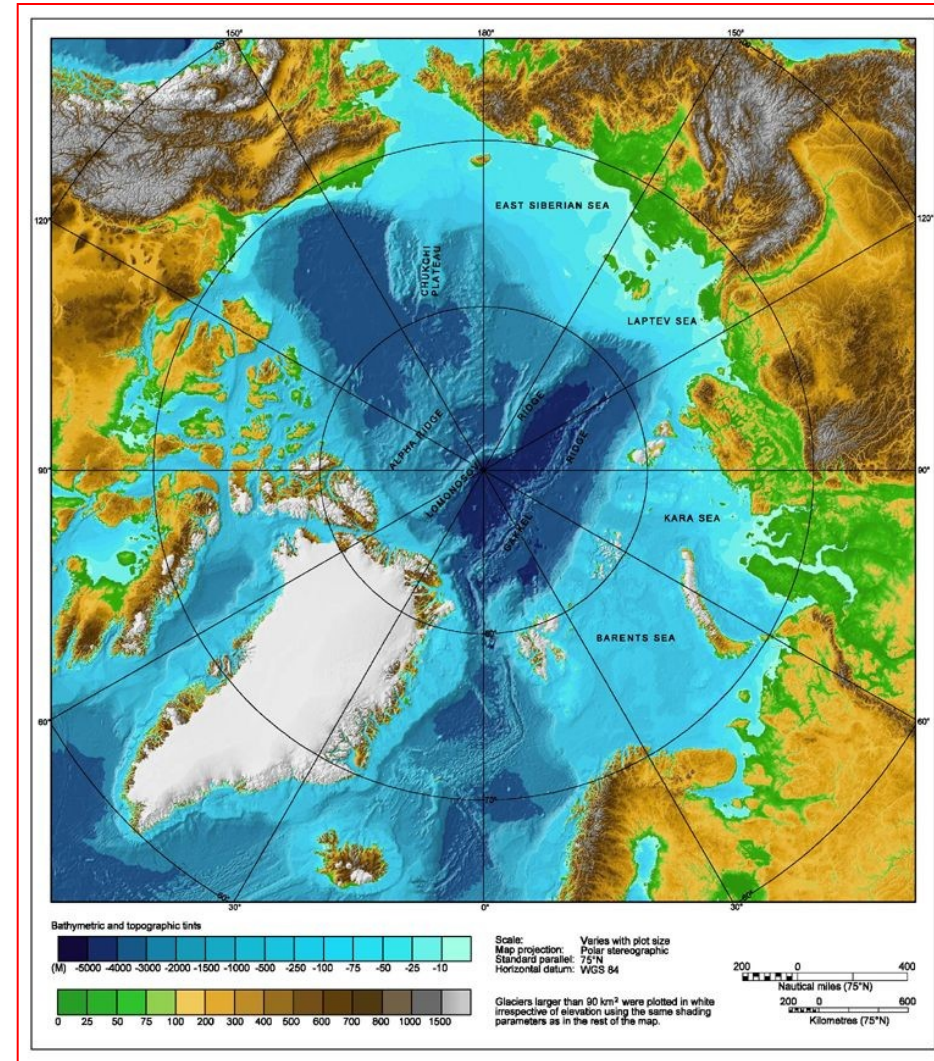 150°
180°
150°
120°
120°
EAST SIBERIAN SEA
CHUKCHI
PLATEAU
LAPTEV SEA
ALPHA RIDGE
RIDGE
RIDGE
LOMONOSOV
90°
90°
KARA SEA
GAKKEL
80°
BARENTS SEA
60°
60°
70°
30°
0°
30°
Bathymetric and topographic tints
(M) -5000 -4000 -3000 -2000 -1500 -1000 -500 -250 -100 -75 -50 -25 -10
0 25 50 75 100 200 300 400 500 600 700 800 1000 1500
Scale: Varies with plot size
Map projection: Polar stereographic
Standard parallel: 75°N
Horizontal datum: WGS 84
Glaciers larger than 90 km² were plotted in white
irrespective of elevation using the same shading
parameters as in the rest of the map.
200 0 400
Nautical miles (75°N)
200 0 600
Kilometres (75°N)